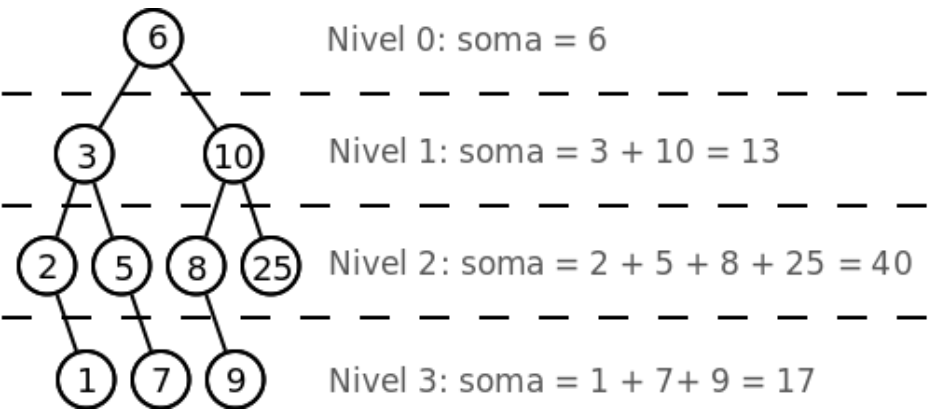 6 Nivel 0: soma = 6
3 10 Nivel 1: soma = 3 + 10 = 13
2 5 8 25 Nivel 2: soma = 2 + 5 + 8 + 25 = 40
1 7 9 Nivel 3: soma = 1 + 7+ 9 = 17